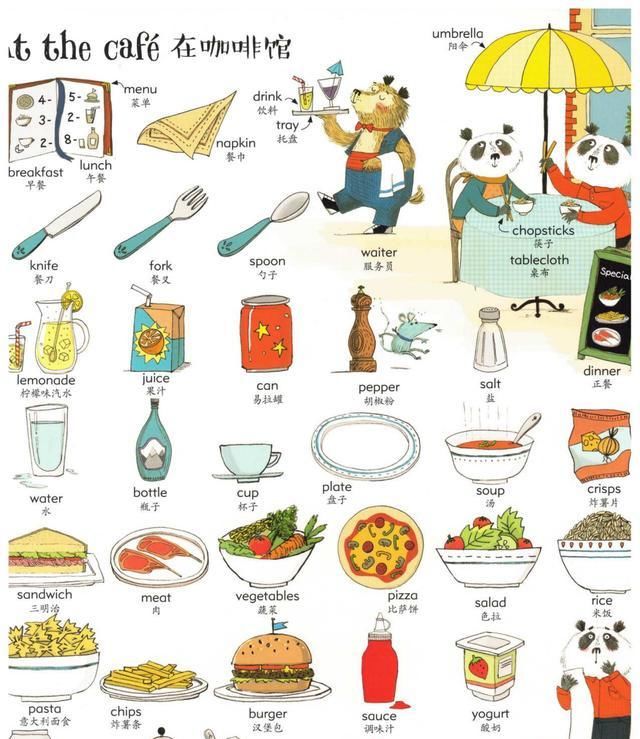 At the café 在咖啡馆
umbrella
阳伞
menu
菜单
4- 5-
3- 2-
2- 8-
breakfast
早餐
lunch
午餐
napkin
餐巾
drink
饮料
tray
托盘
waiter
服务员
chopsticks
筷子
tablecloth
桌布
knife
餐刀
fork
餐叉
spoon
勺子
Specia
dinner
正餐
lemonade
柠檬味汽水
juice
果汁
can
易拉罐
pepper
胡椒粉
salt
盐
water
水
bottle
瓶子
cup
杯子
plate
盘子
soup
汤
crisps
炸薯片
sandwich
三明治
meat
肉
vegetables
蔬菜
pizza
比萨饼
salad
色拉
rice
米饭
pasta
意大利面食
chips
炸薯条
burger
汉堡包
sauce
调味汁
yogurt
酸奶